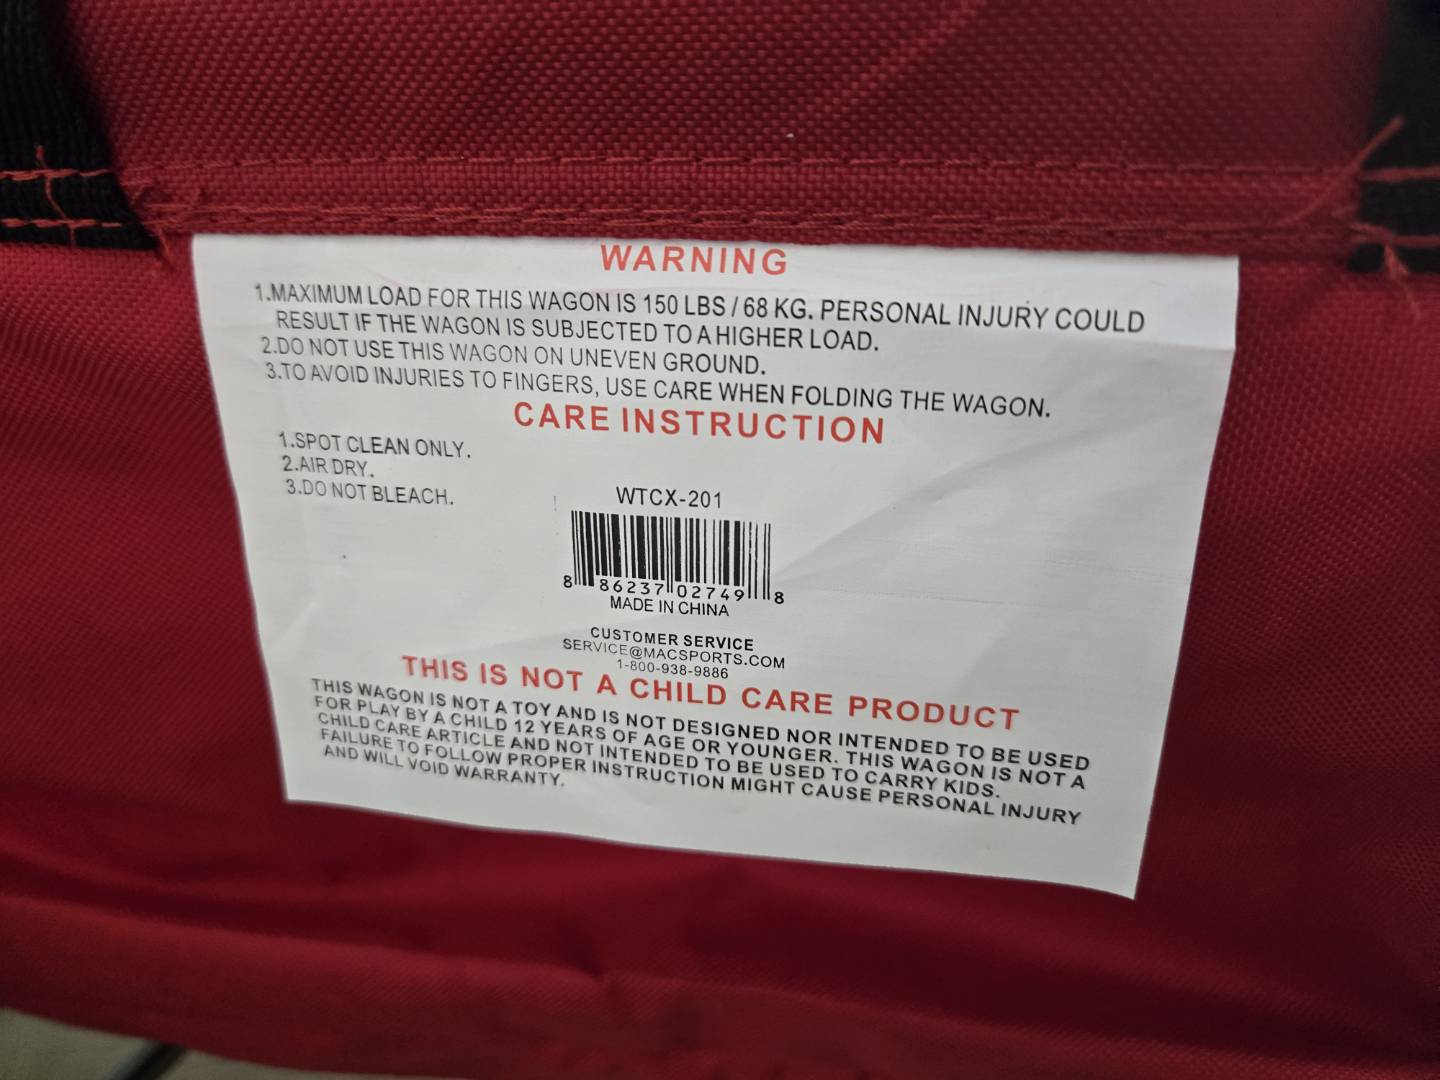 WARNING
1.MAXIMUM LOAD FOR THIS WAGON IS 150 LBS / 68 KG. PERSONAL INJURY COULD
RESULT IF THE WAGON IS SUBJECTED TO A HIGHER LOAD.
2.DO NOT USE THIS WAGON ON UNEVEN GROUND.
3.TO AVOID INJURIES TO FINGERS, USE CARE WHEN FOLDING THE WAGON.
CARE INSTRUCTION
1.SPOT CLEAN ONLY.
2.AIR DRY.
3.DO NOT BLEACH.
WTCX-201
8 86237 02749 8
MADE IN CHINA
CUSTOMER SERVICE
SERVICE@MACSPORTS.COM
1-800-938-9886
THIS IS NOT A CHILD CARE PRODUCT
THIS WAGON IS NOT A TOY AND IS NOT DESIGNED NOR INTENDED TO BE USED
FOR PLAY BY A CHILD 12 YEARS OF AGE OR YOUNGER. THIS WAGON IS NOT A
CHILD CARE ARTICLE AND NOT INTENDED TO BE USED TO CARRY KIDS.
FAILURE TO FOLLOW PROPER INSTRUCTION MIGHT CAUSE PERSONAL INJURY
AND WILL VOID WARRANTY.